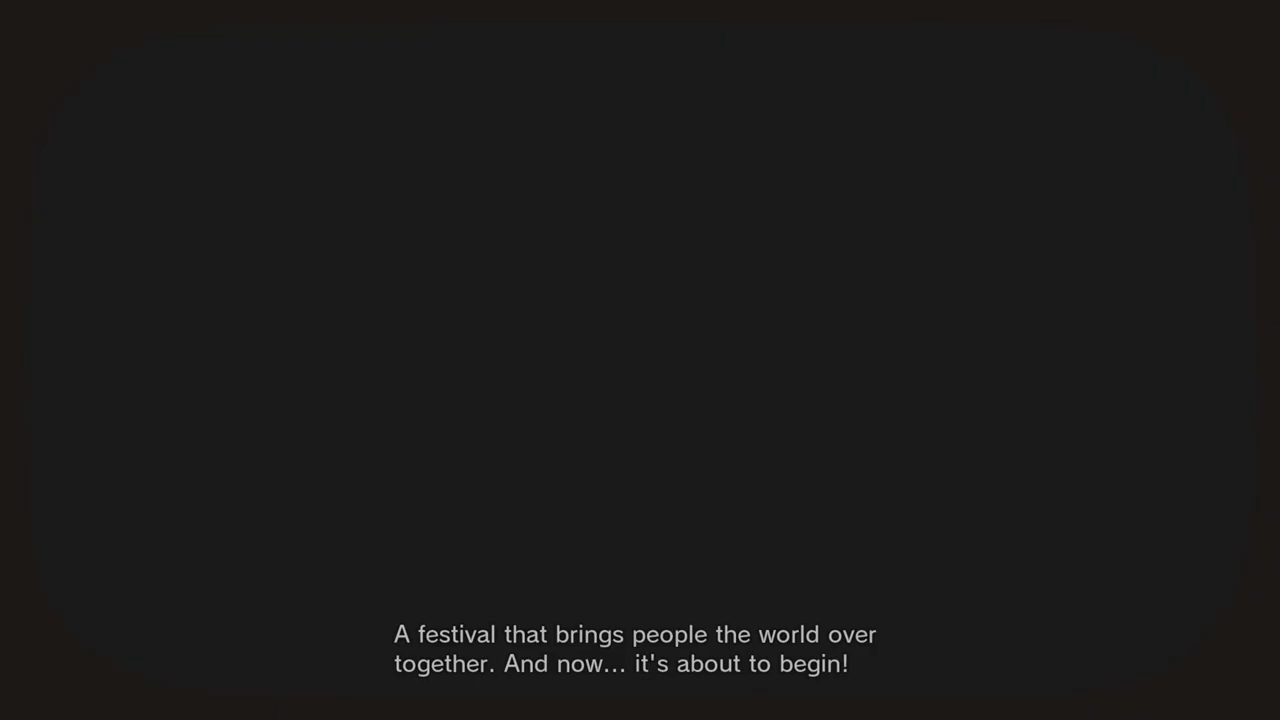 A festival that brings people the world over
together. And now... it's about to begin!